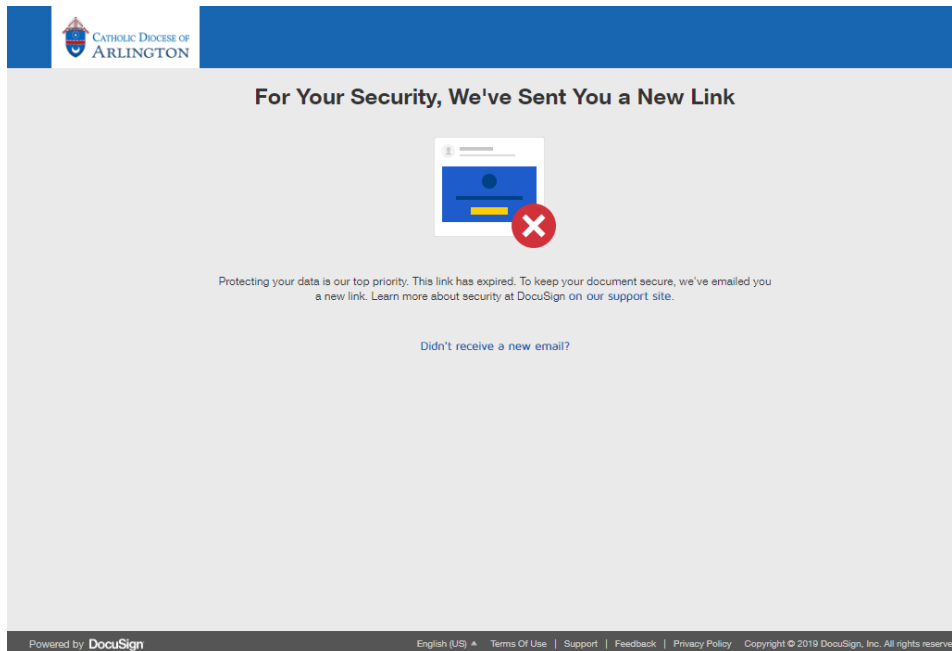 CATHOLIC DIOCESE OF
ARLINGTON
For Your Security, We've Sent You a New Link
Protecting your data is our top priority. This link has expired. To keep your document secure, we've emailed you
a new link. Learn more about security at DocuSign on our support site.
Didn't receive a new email?
Powered by DocuSign English (US) ▲ Terms Of Use | Support | Feedback | Privacy Policy Copyright © 2019 DocuSign, Inc. All rights reserve